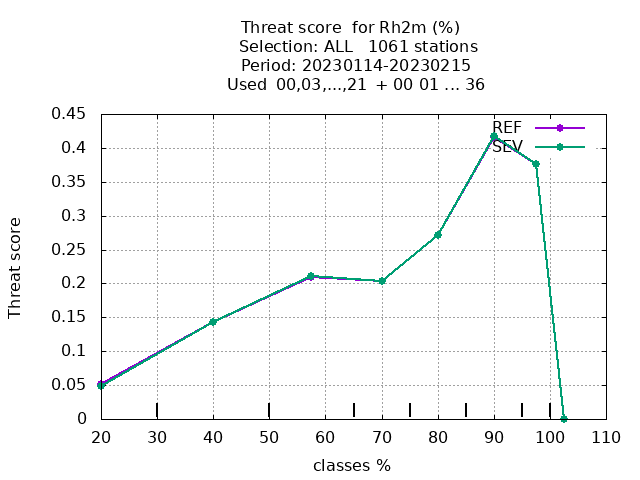 Threat score for Rh2m (%)
Selection: ALL 1061 stations
Period: 20230114-20230215
Used 00,03,...,21 + 00 01 ... 36
0.45
0.4
0.35
0.3
0.25
0.2
0.15
0.1
0.05
0
Threat score
REF
SEV
20 30 40 50 60 70 80 90 100 110
classes %